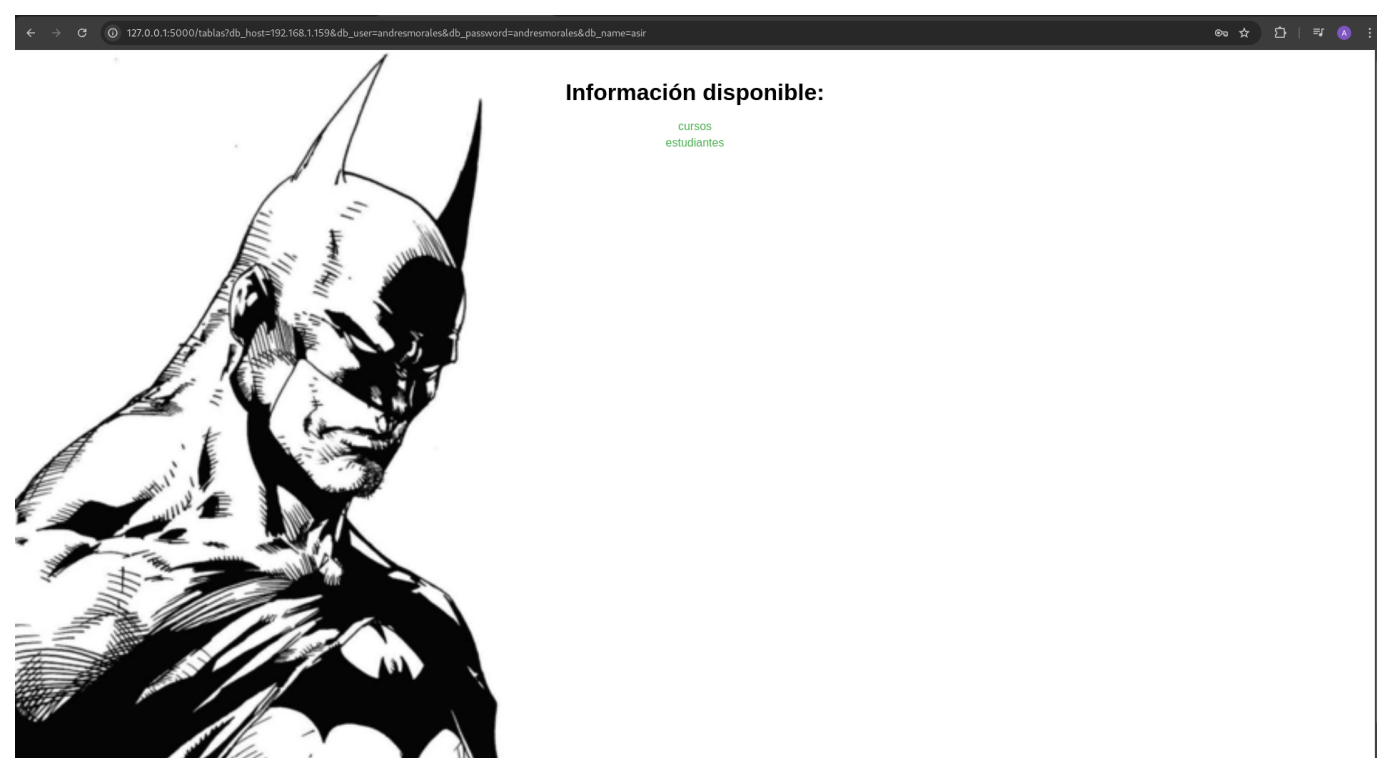 127.0.0.1:5000/tablas?db_host=192.168.1.159&db_user=andresmorales&db_password=andresmorales&db_name=asir
A
Información disponible:
cursos
estudiantes